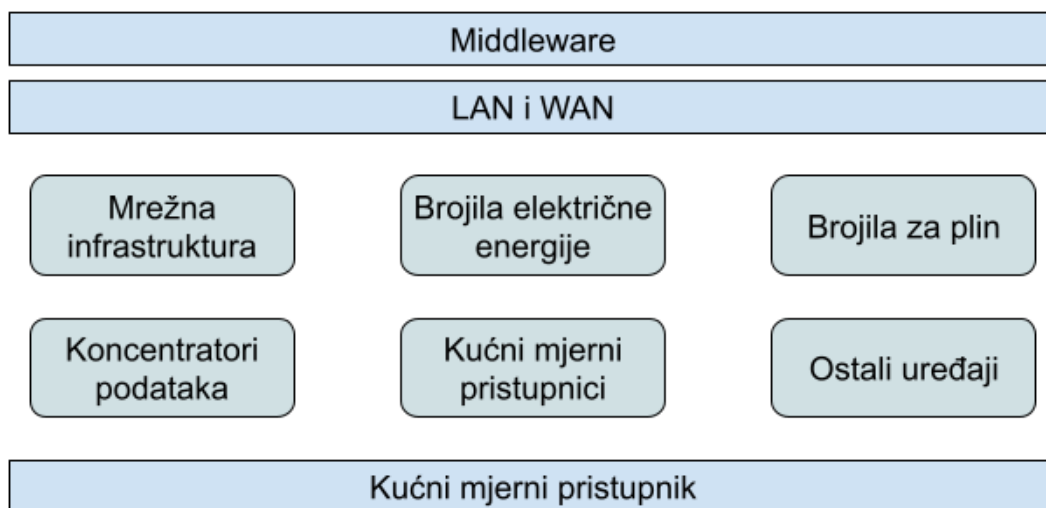 Middleware
LAN i WAN
Mrežna
infrastruktura
Brojila električne
energije
Brojila za plin
Koncentratori
podataka
Kućni mjerni
pristupnici
Ostali uređaji
Kućni mjerni pristupnik